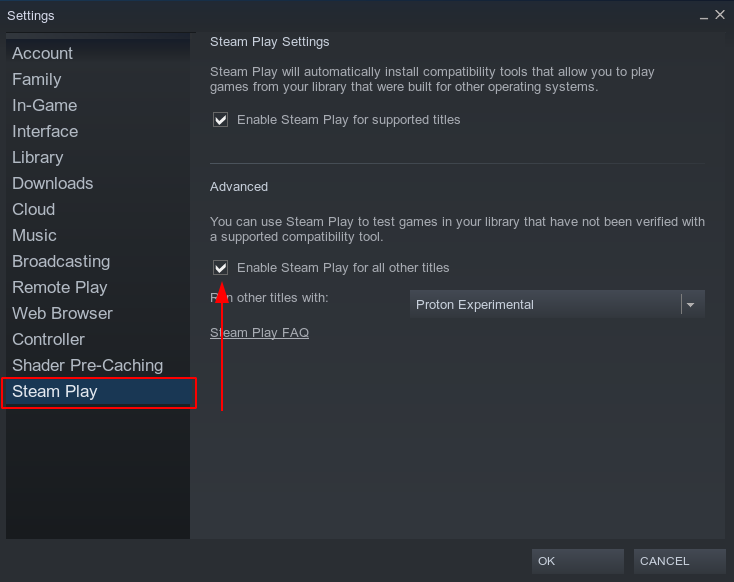 Settings
Account
Family
In-Game
Interface
Library
Downloads
Cloud
Music
Broadcasting
Remote Play
Web Browser
Controller
Shader Pre-Caching
Steam Play
Steam Play Settings
Steam Play will automatically install compatibility tools that allow you to play
games from your library that were built for other operating systems.
Enable Steam Play for supported titles
Advanced
You can use Steam Play to test games in your library that have not been verified with
a supported compatibility tool.
Enable Steam Play for all other titles
Run other titles with:
Proton Experimental
Steam Play FAQ
OK
CANCEL